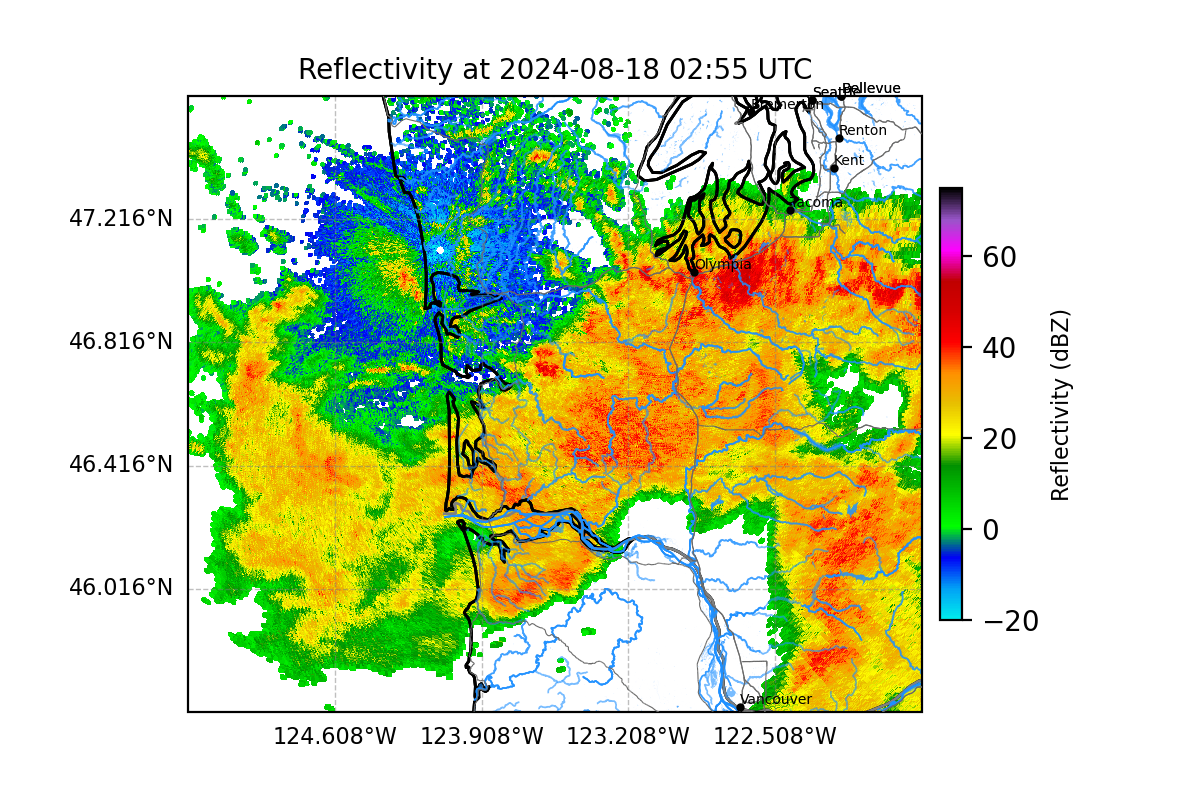 Reflectivity at 2024-08-18 02:55 UTC
Bellevue
Seattle
Bremerton
Renton
Kent
Tacoma
Olympia
Vancouver
47.216°N
46.816°N
46.416°N
46.016°N
124.608°W
123.908°W
123.208°W
122.508°W
60
40
20
0
−20
Reflectivity (dBZ)